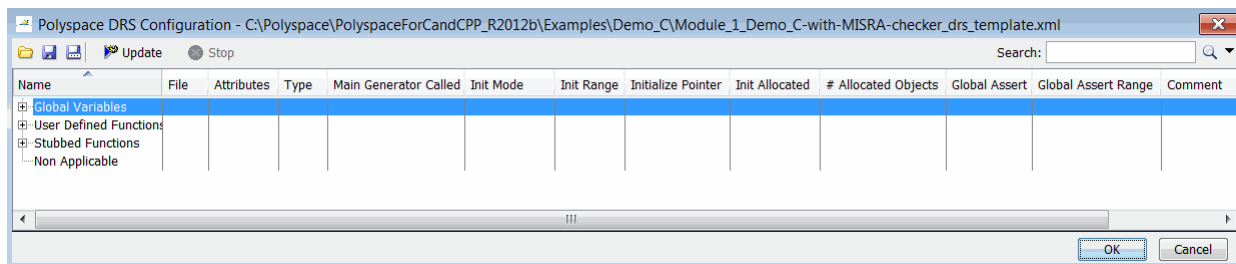 Polyspace DRS Configuration - C:\Polyspace\PolyspaceForCandCPP_R2012b\Examples\Demo_C\Module_1_Demo_C-with-MISRA-checker_drs_template.xml
Update Stop Search:
Name File Attributes Type Main Generator Called Init Mode Init Range Initialize Pointer Init Allocated # Allocated Objects Global Assert Global Assert Range Comment
Global Variables
User Defined Functions
Stubbed Functions
Non Applicable
OK Cancel